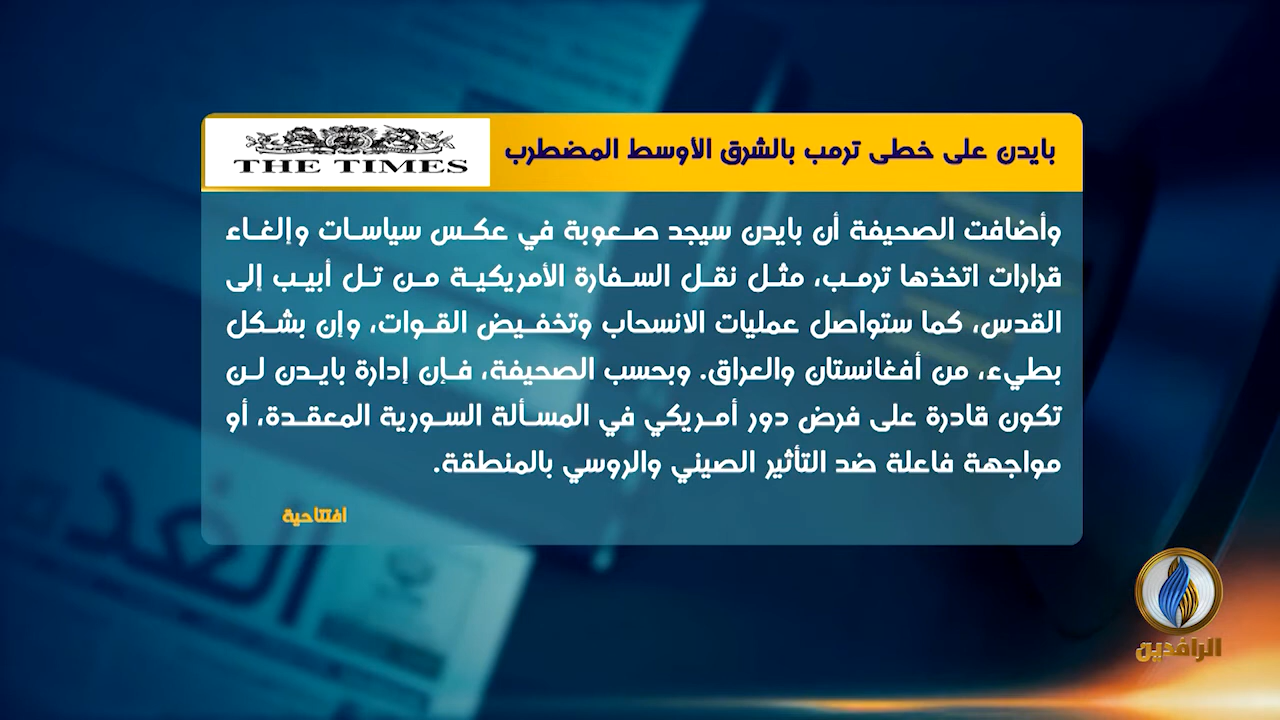 بايدن على خطى ترمب بالشرق الأوسط المضطرب
THE TIMES
وأضافت الصحيفة أن بايدن سيجد صعوبة في عكس سياسات وإلغاء
قرارات اتخذها ترمب، مثل نقل السفارة الأمريكية من تل أبيب إلى
القدس، كما ستواصل عمليات الانسحاب وتخفيض القوات، وإن بشكل
بطيء، من أفغانستان والعراق. وبحسب الصحيفة، فإن إدارة بايدن لن
تكون قادرة على فرض دور أمريكي في المسألة السورية المعقدة، أو
مواجهة فاعلة ضد التأثير الصيني والروسي بالمنطقة.
افتتاحية
الغد
الرافدين